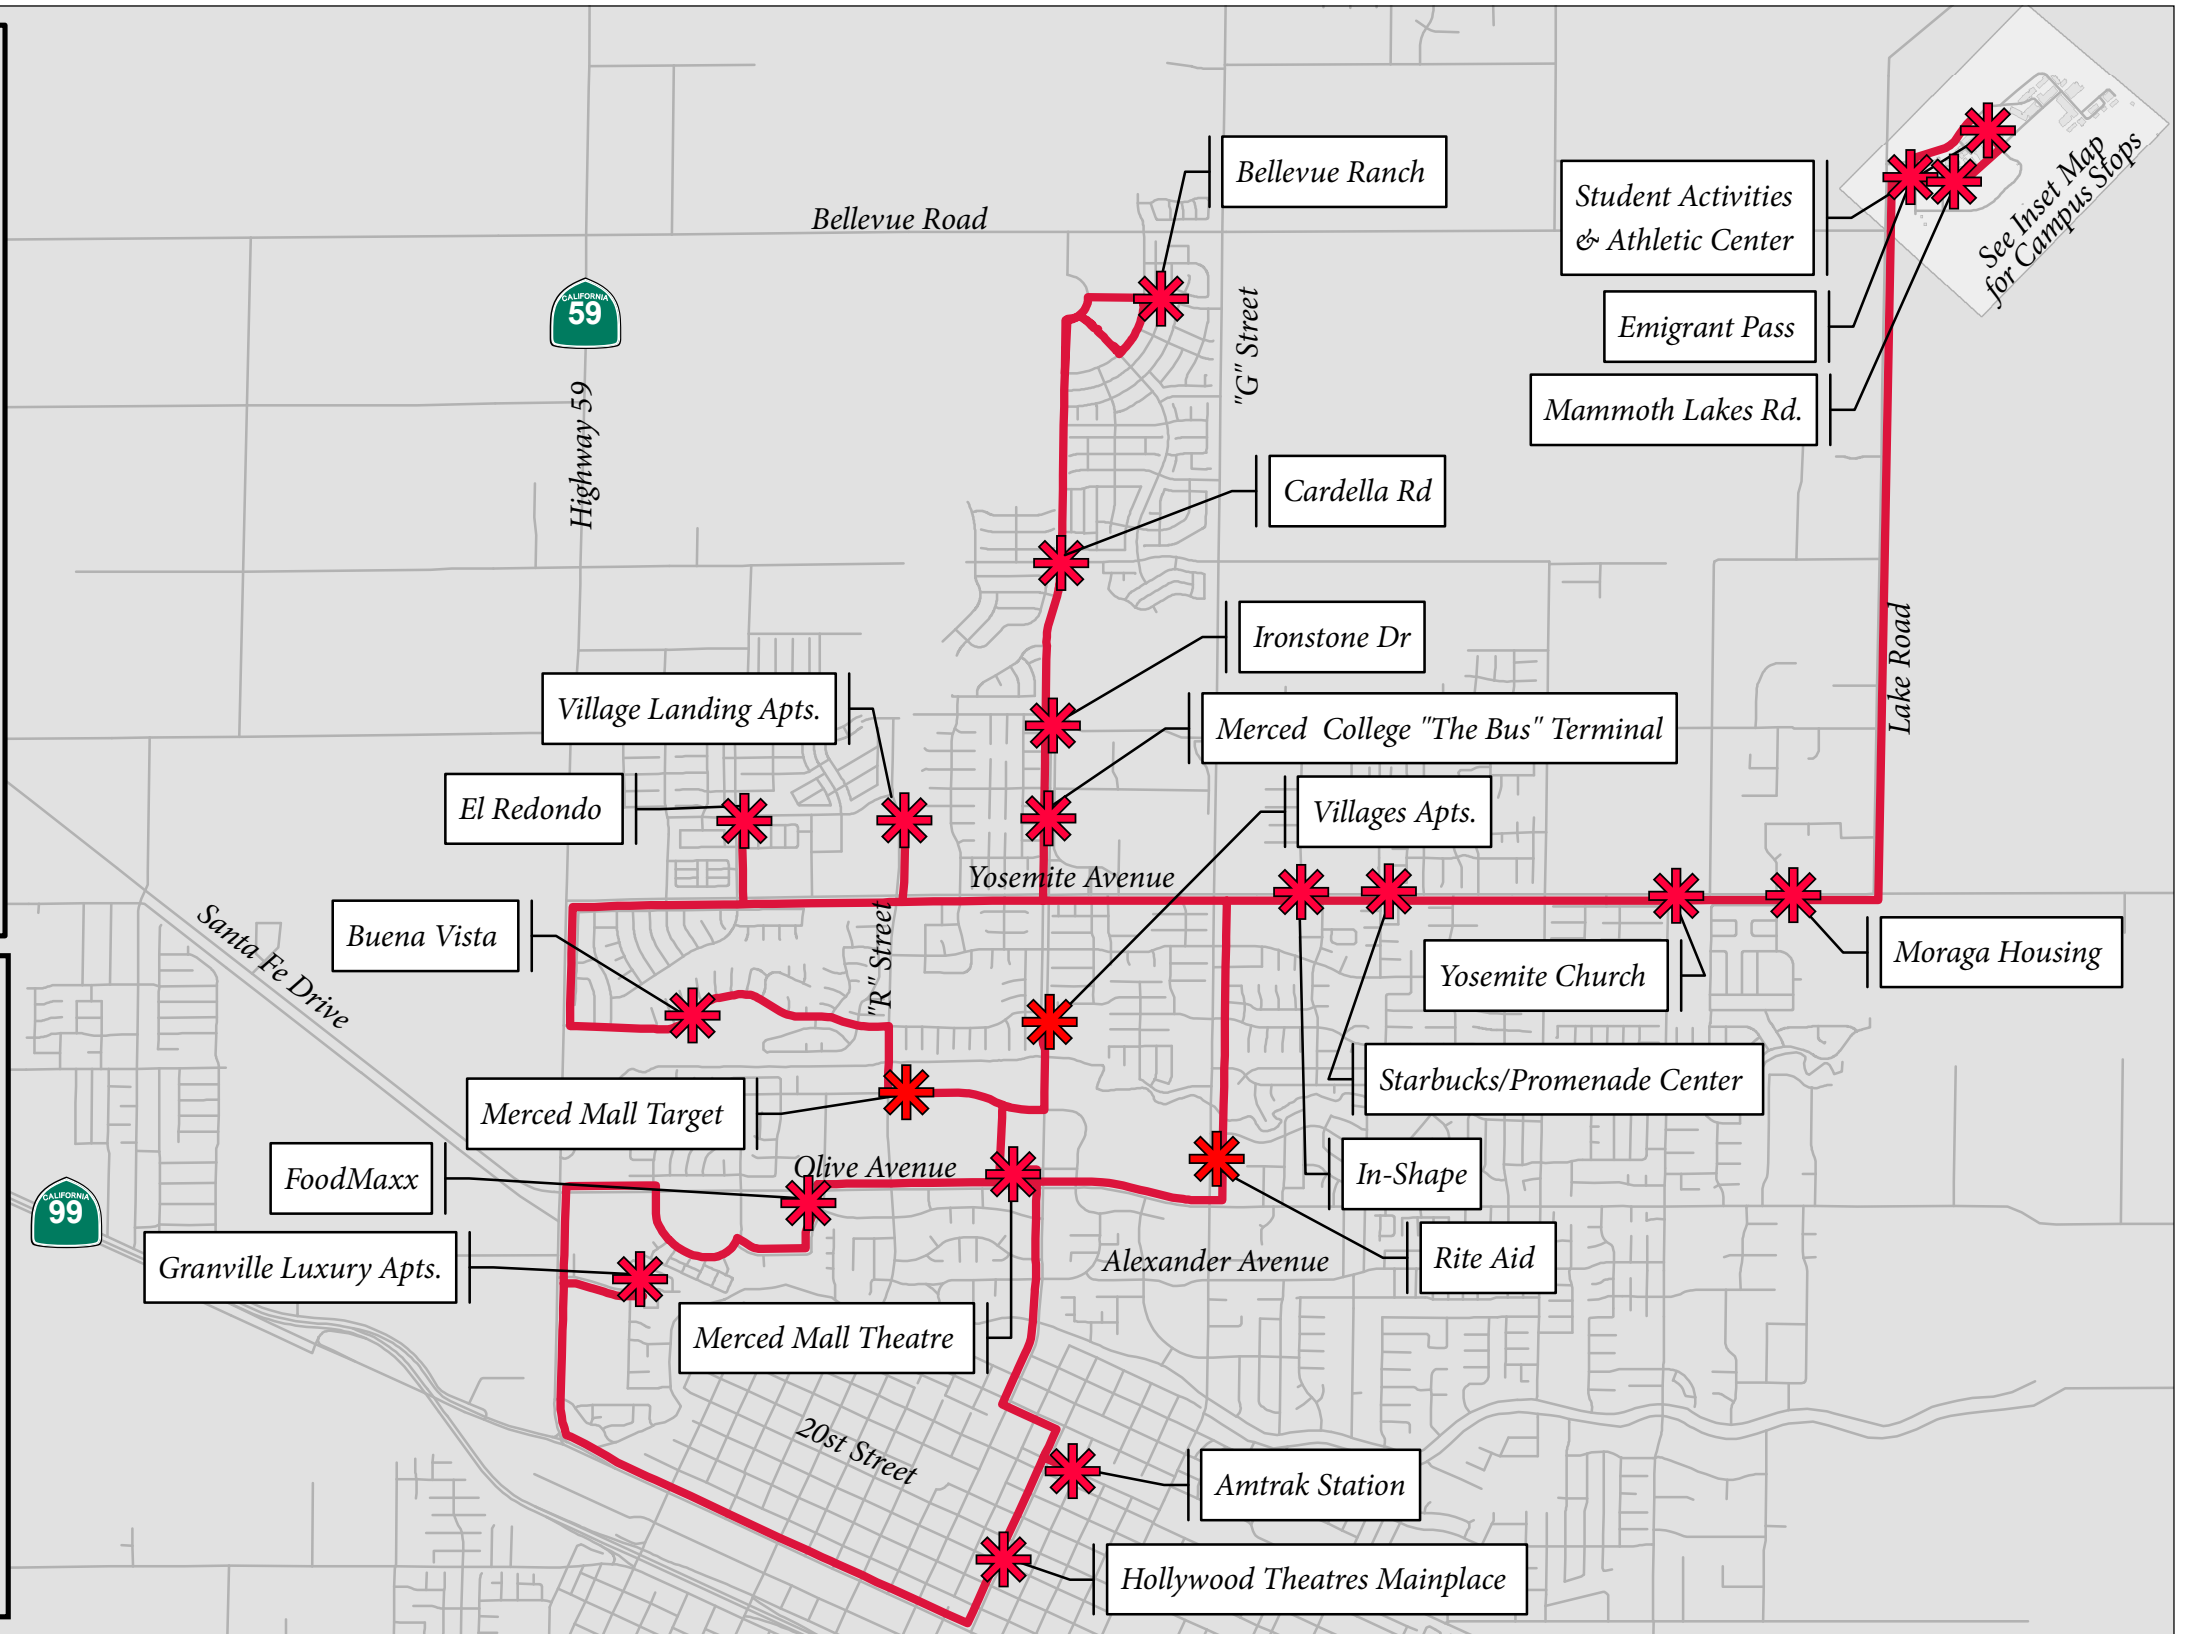 Bellevue Ranch
Student Activities
& Athletic Center
See Inset Map
for Campus Stops
Bellevue Road
CALIFORNIA
59
Highway 59
"G" Street
Emigrant Pass
Mammoth Lakes Rd.
Cardella Rd
Ironstone Dr
Lake Road
Village Landing Apts.
Merced College "The Bus" Terminal
El Redondo
Villages Apts.
Yosemite Avenue
Buena Vista
Santa Fe Drive
"R" Street
Yosemite Church
Moraga Housing
Starbucks/Promenade Center
Merced Mall Target
FoodMaxx
Olive Avenue
In-Shape
CALIFORNIA
99
Granville Luxury Apts.
Alexander Avenue
Rite Aid
Merced Mall Theatre
20st Street
Amtrak Station
Hollywood Theatres Mainplace